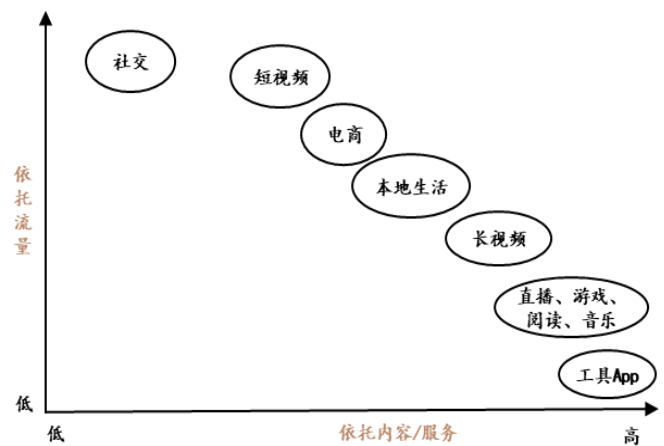 社交
短视频
电商
本地生活
长视频
直播、游戏、
阅读、音乐
工具App
依
托
流
量
低
低
依托内容/服务
高